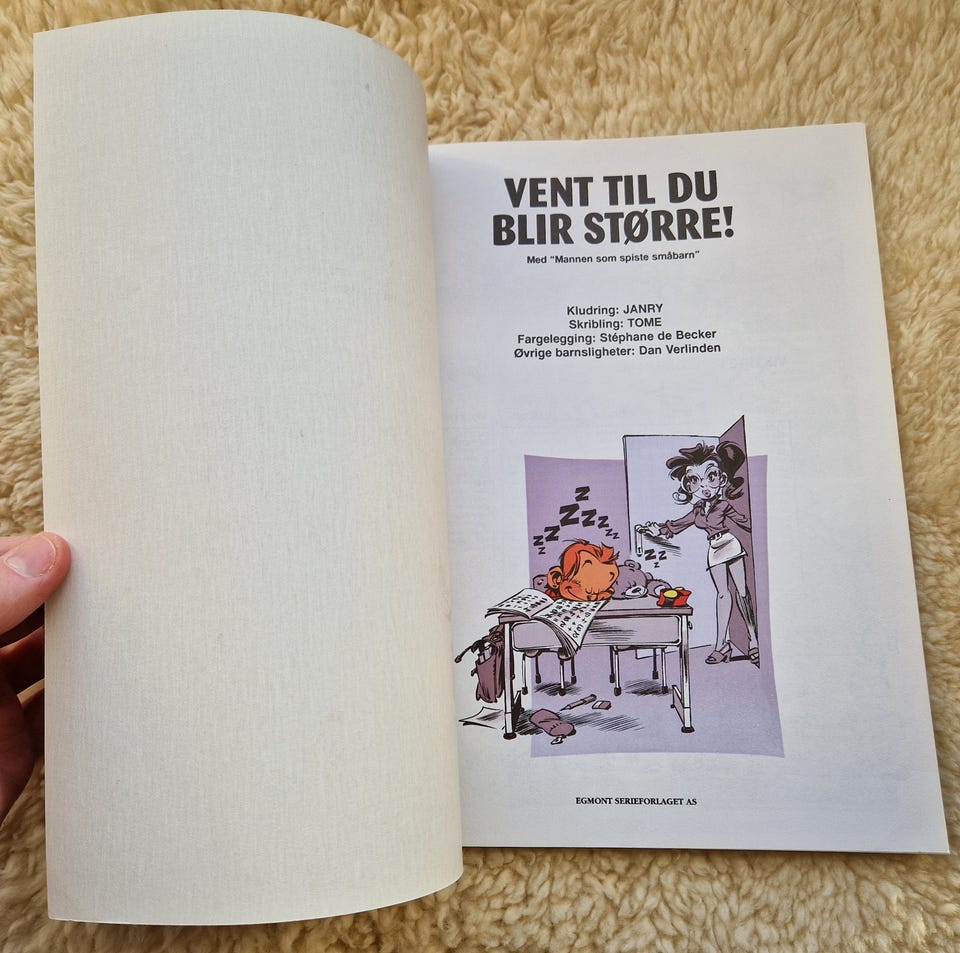 VENT TIL DU
BLIR STØRRE!
Med "Mannen som spiste småbarn"
Kludring: JANRY
Skribling: TOME
Fargelegging: Stéphane de Becker
Øvrige barnsligheter: Dan Verlinden
Z
Z Z Z Z Z
Z Z Z
Z Z Z
EGMONT SERIEFORLAGET AS